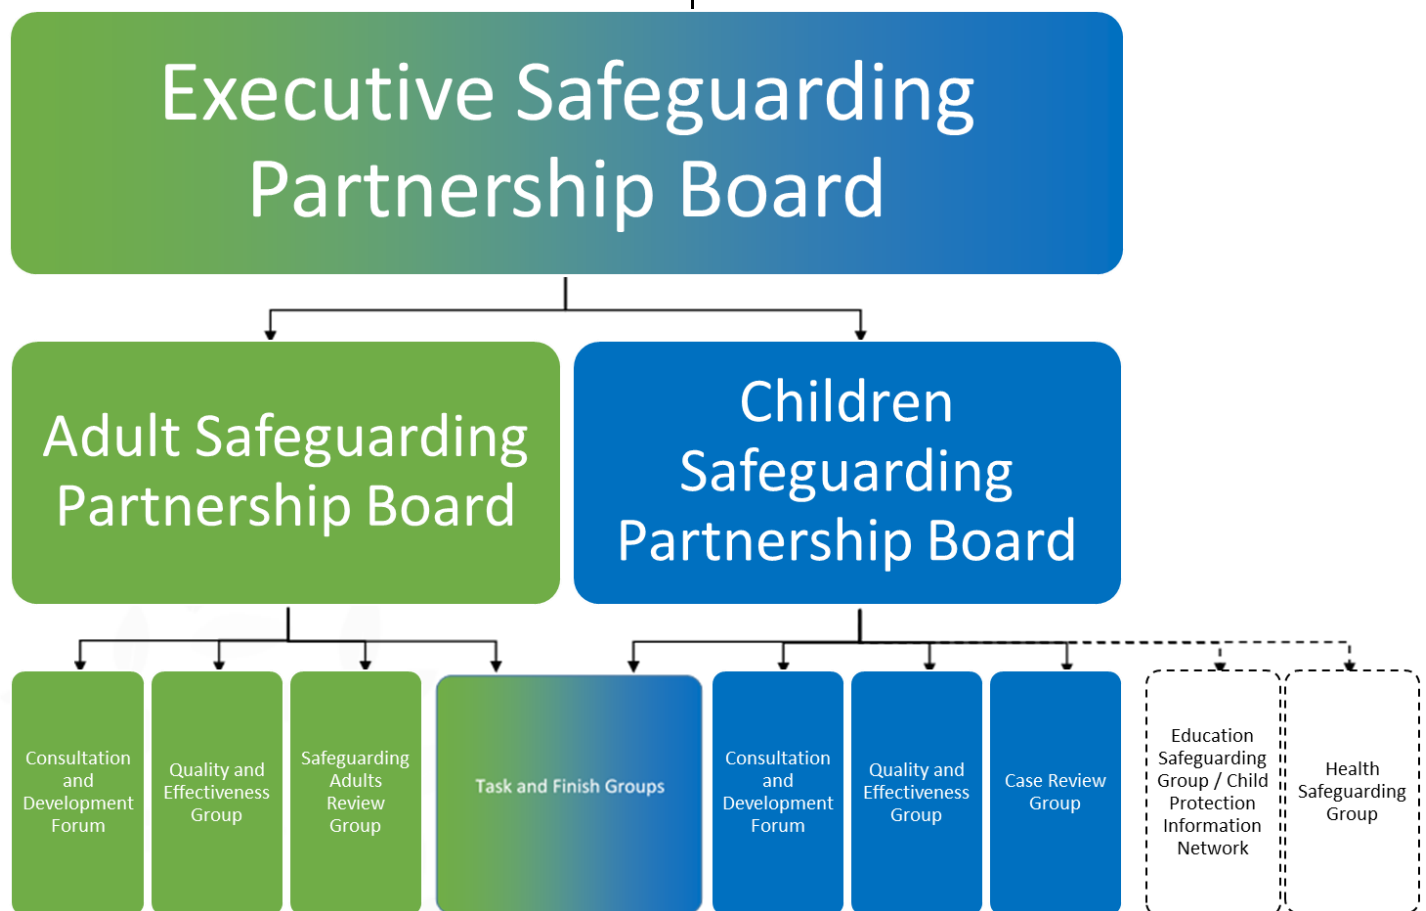 Executive Safeguarding
Partnership Board
Adult Safeguarding
Partnership Board
Children
Safeguarding
Partnership Board
Consultation
and
Development
Forum
Quality and
Effectiveness
Group
Safeguarding
Adults
Review
Group
Task and Finish Groups
Consultation
and
Development
Forum
Quality and
Effectiveness
Group
Case Review
Group
Education
Safeguarding
Group / Child
Protection
Information
Network
Health
Safeguarding
Group